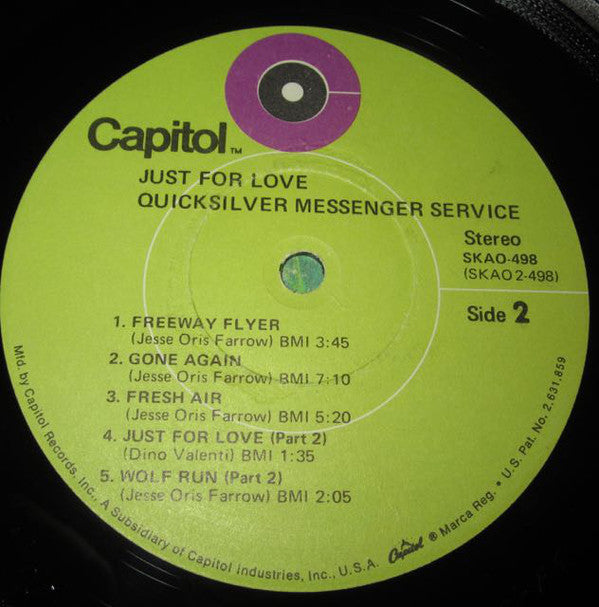 Capitol™
JUST FOR LOVE
QUICKSILVER MESSENGER SERVICE
Stereo
SKAO-498
(SKAO 2-498)
Side 2
1. FREEWAY FLYER
(Jesse Oris Farrow) BMI 3:45
2. GONE AGAIN
(Jesse Oris Farrow) BMI 7:10
3. FRESH AIR
(Jesse Oris Farrow) BMI 5:20
4. JUST FOR LOVE (Part 2)
(Dino Valenti) BMI 1:35
5. WOLF RUN (Part 2)
(Jesse Oris Farrow) BMI 2:05
Mfd. by Capitol Records, Inc., A Subsidiary of Capitol Industries, Inc., U.S.A. Capitol ® Marca Reg. • U.S. Pat. No. 2,631,859